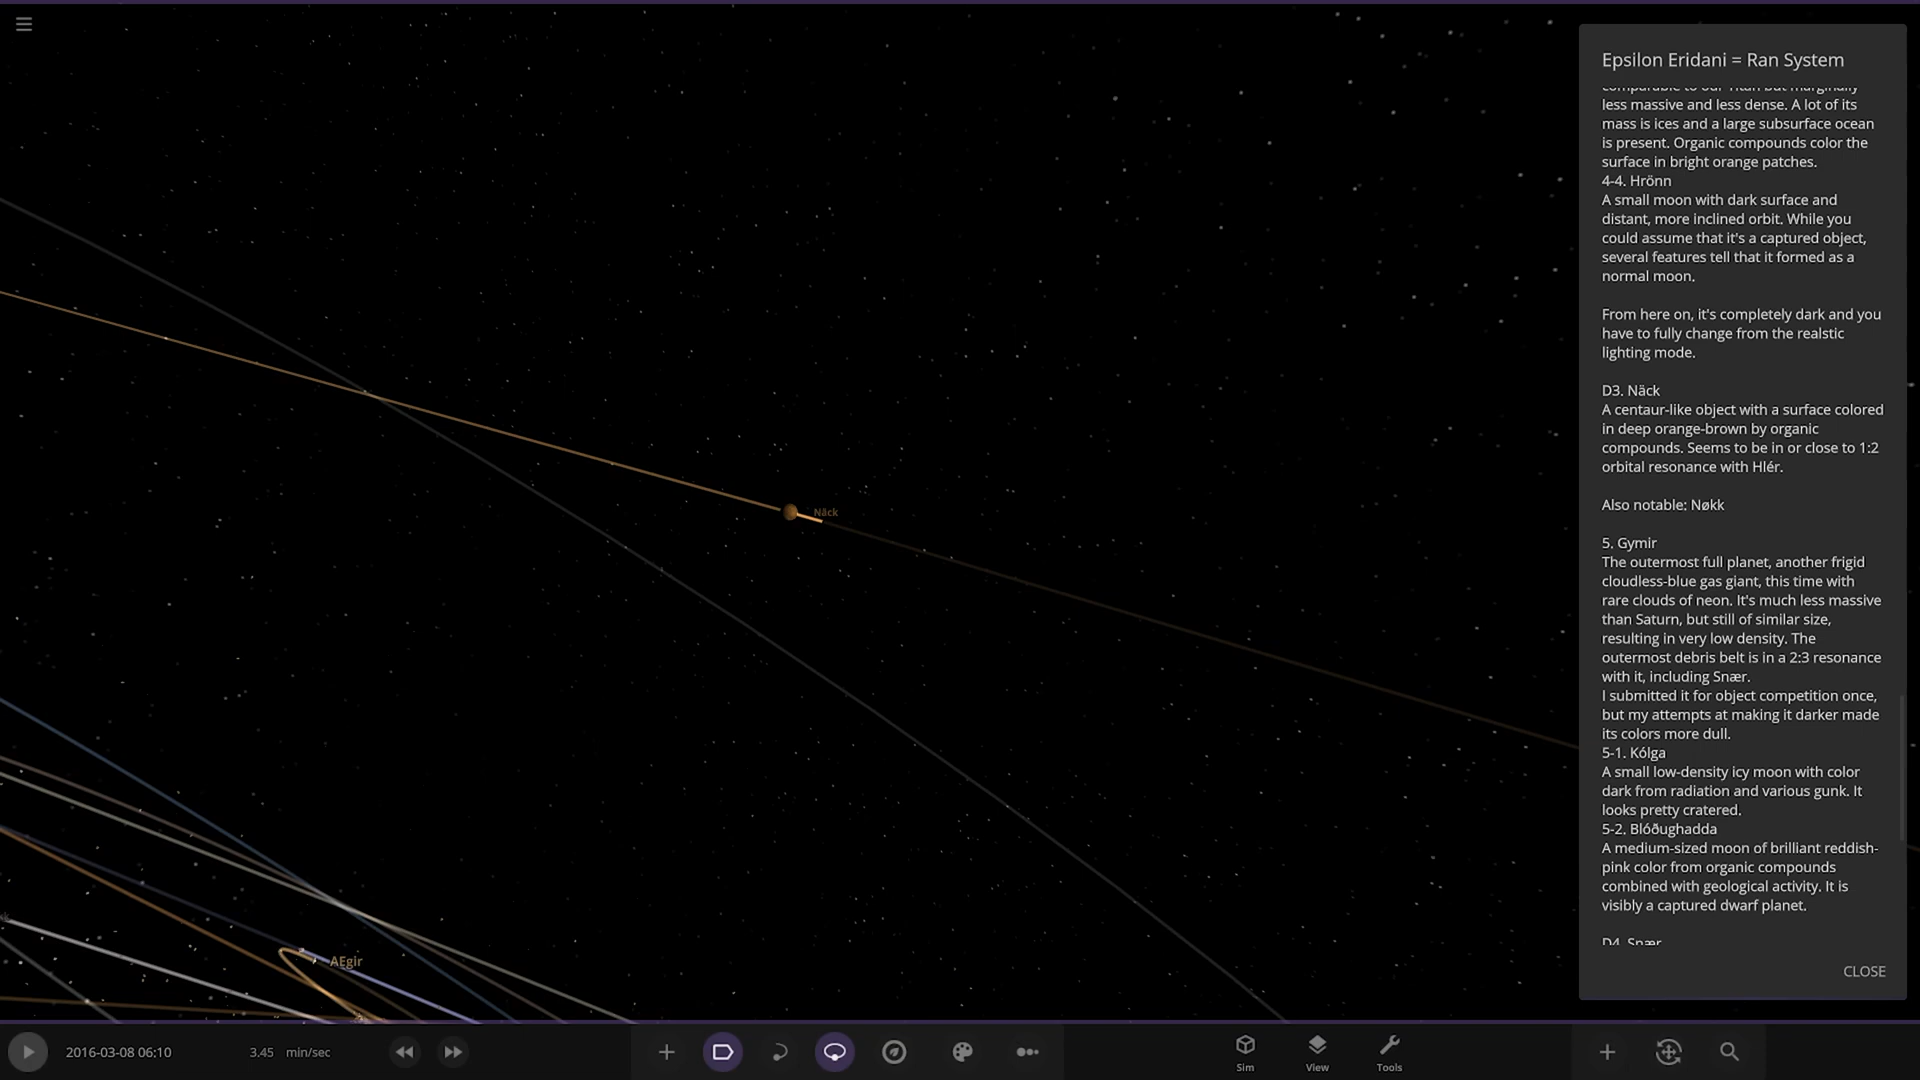 Epsilon Eridani = Ran System
comparable to our Titan but marginally
less massive and less dense. A lot of its
mass is ices and a large subsurface ocean
is present. Organic compounds color the
surface in bright orange patches.
4-4. Hrönn
A small moon with dark surface and
distant, more inclined orbit. While you
could assume that it's a captured object,
several features tell that it formed as a
normal moon.
From here on, it's completely dark and you
have to fully change from the realstic
lighting mode.
D3. Näck
A centaur-like object with a surface colored
in deep orange-brown by organic
compounds. Seems to be in or close to 1:2
orbital resonance with Hlér.
Also notable: Nøkk
5. Gymir
The outermost full planet, another frigid
cloudless-blue gas giant, this time with
rare clouds of neon. It's much less massive
than Saturn, but still of similar size,
resulting in very low density. The
outermost debris belt is in a 2:3 resonance
with it, including Snær.
I submitted it for object competition once,
but my attempts at making it darker made
its colors more dull.
5-1. Kólga
A small low-density icy moon with color
dark from radiation and various gunk. It
looks pretty cratered.
5-2. Blóðughadda
A medium-sized moon of brilliant reddish-
pink color from organic compounds
combined with geological activity. It is
visibly a captured dwarf planet.
D4. Snær
CLOSE
Näck
AEgir
2016-03-08 06:10
3.45 min/sec
Sim
View
Tools